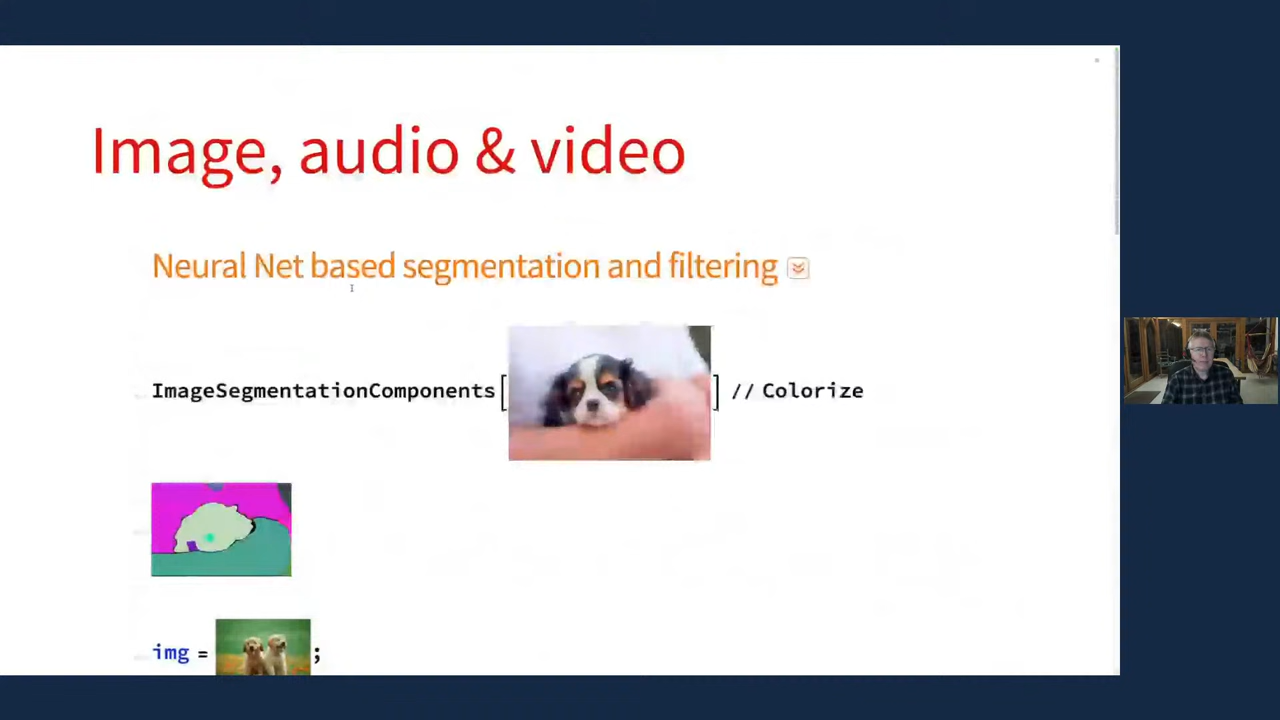 Image, audio & video
Neural Net based segmentation and filtering
ImageSegmentationComponents[ ] // Colorize
img = ;